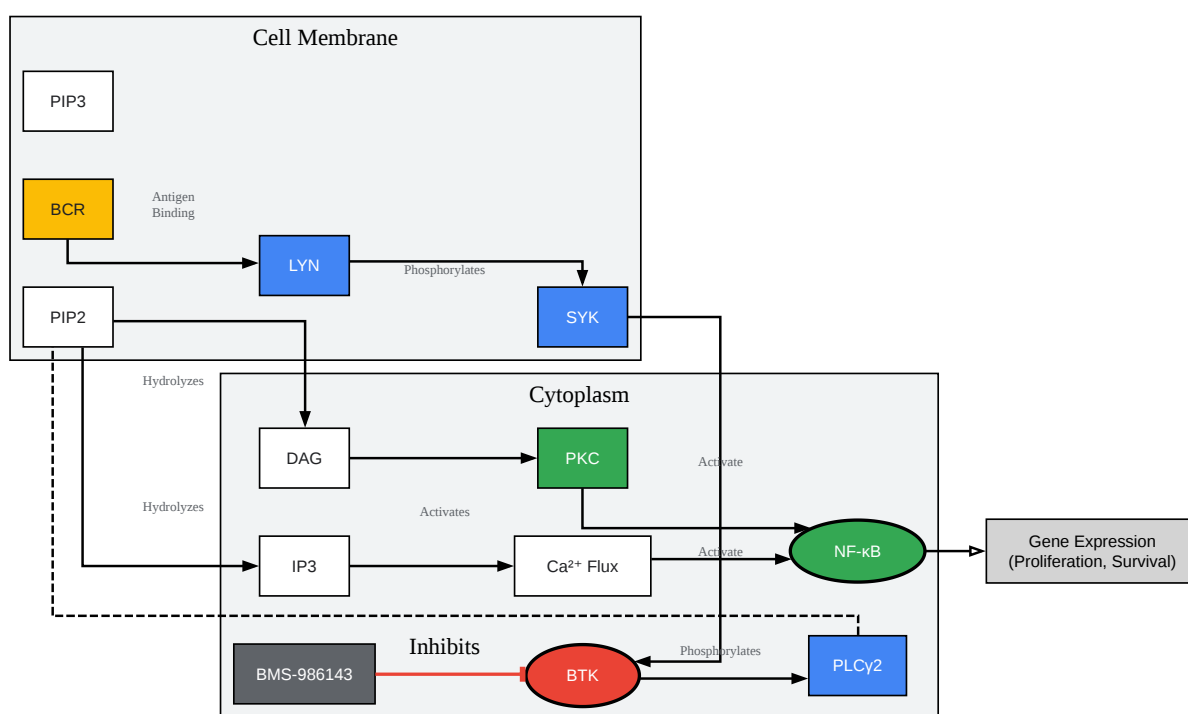 Cell Membrane
PIP3
BCR
Antigen
Binding
LYN
Phosphorylates
PIP2
SYK
Hydrolyzes
Cytoplasm
DAG
PKC
Activate
Hydrolyzes
Activates
IP3
Ca²⁺ Flux
Activate
NF-κB
Gene Expression
(Proliferation, Survival)
Inhibits
BMS-986143
BTK
Phosphorylates
PLCγ2